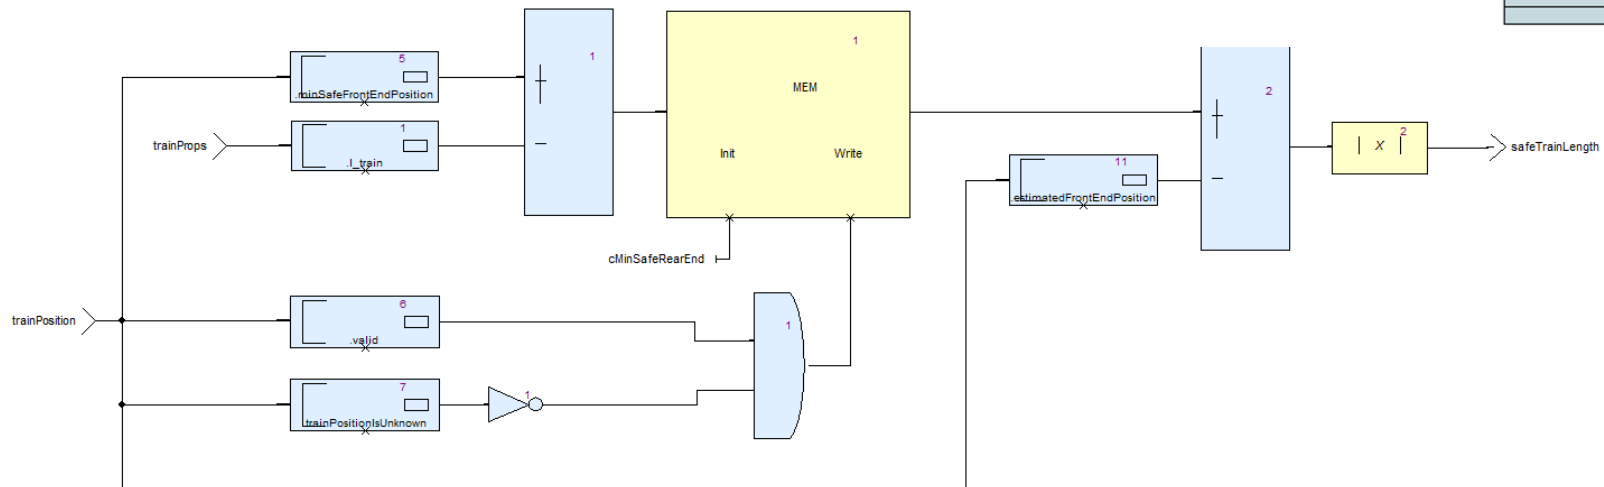 5
1
1
.minSafeFrontEndPosition
MEM
2
1
trainProps
.l_train
Init
Write
11
.estimatedFrontEndPosition
2
| X |
safeTrainLength
cMinSafeRearEnd
6
trainPosition
.valid
1
7
trainPositionIsUnknown
1